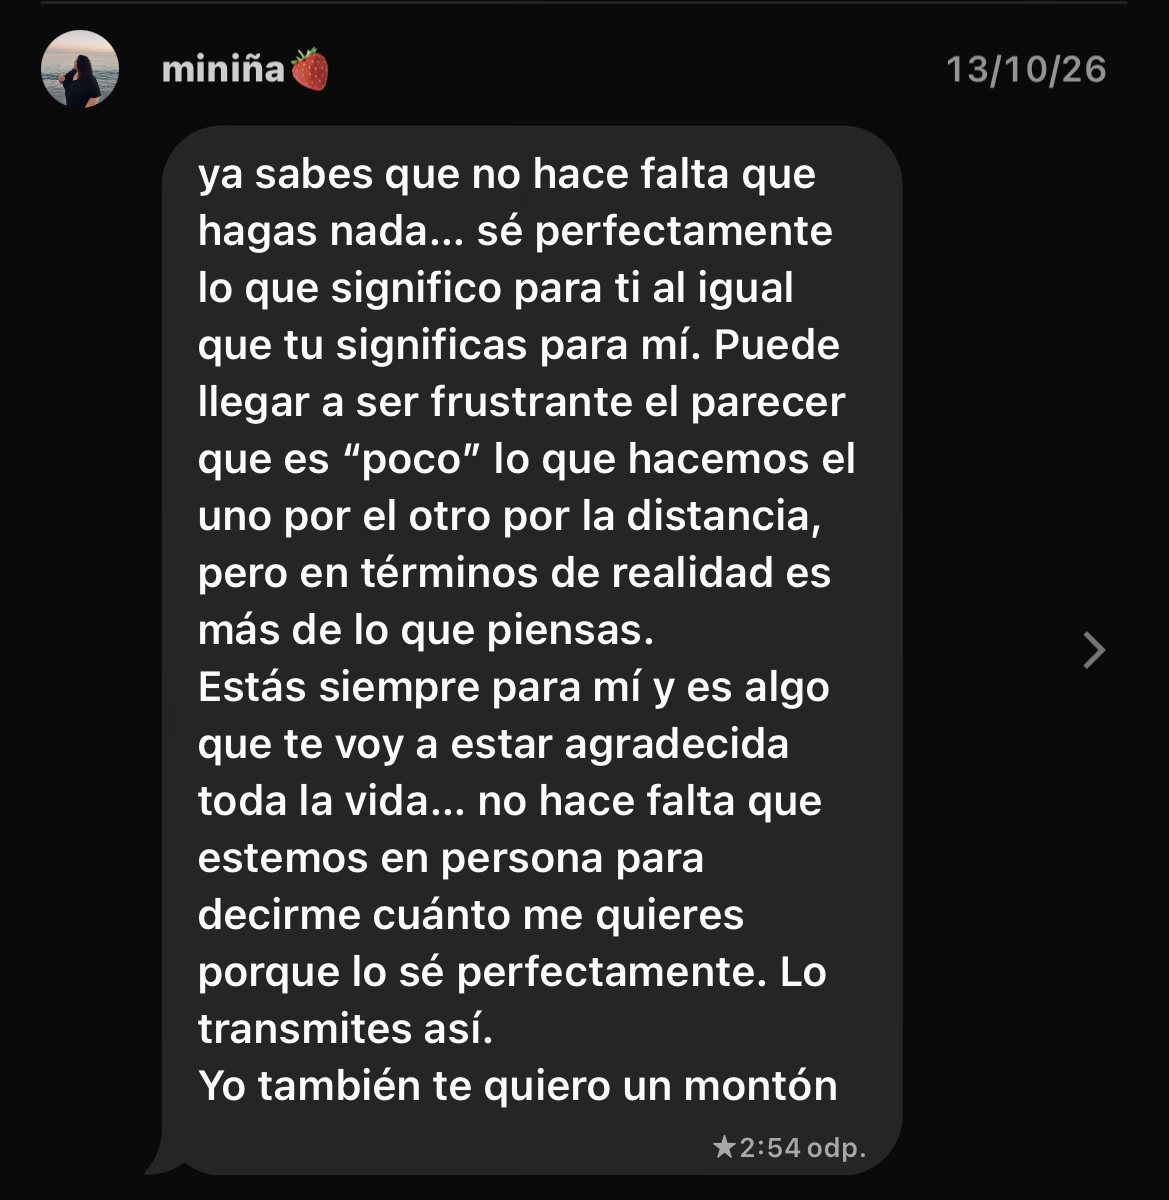 miniña🍓
13/10/26
ya sabes que no hace falta que
hagas nada... sé perfectamente
lo que significo para ti al igual
que tu significas para mí. Puede
llegar a ser frustrante el parecer
que es “poco” lo que hacemos el
uno por el otro por la distancia,
pero en términos de realidad es
más de lo que piensas.
Estás siempre para mí y es algo
que te voy a estar agradecida
toda la vida... no hace falta que
estemos en persona para
decirme cuánto me quieres
porque lo sé perfectamente. Lo
transmites así.
Yo también te quiero un montón
★2:54 odp.